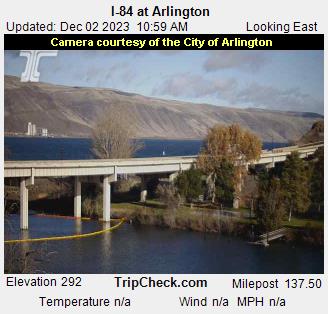 I-84 at Arlington
Updated: Dec 02 2023 10:59 AM Looking East
Camera courtesy of the City of Arlington
Elevation 292 TripCheck.com Milepost 137.50
Temperature n/a Wind n/a MPH n/a